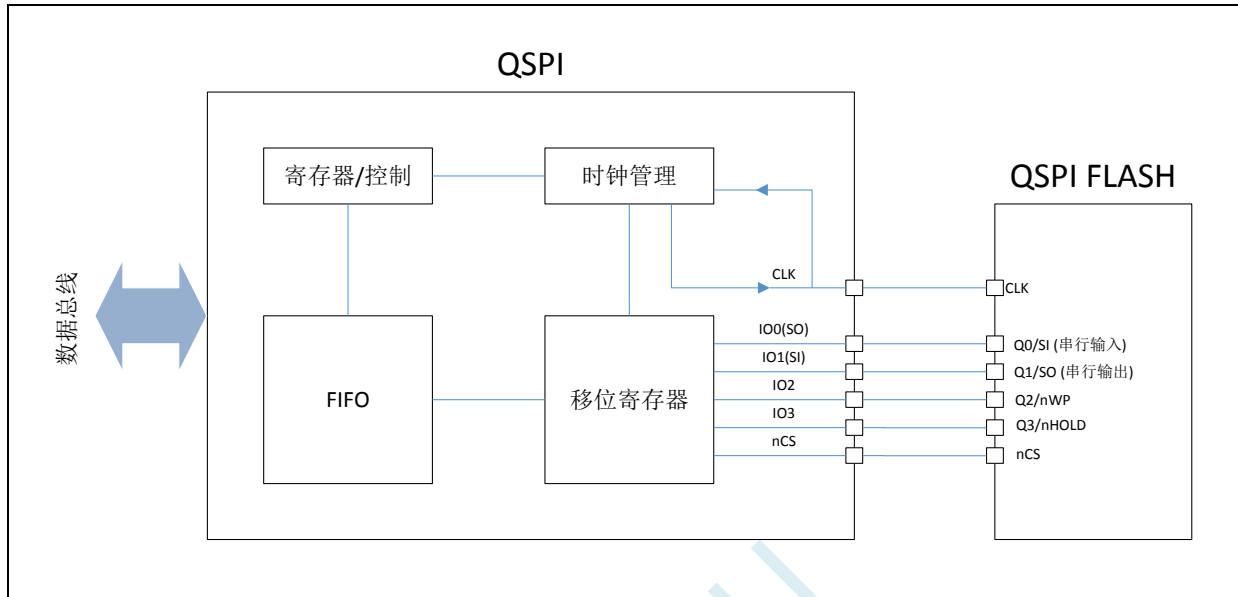 QSPI
寄存器/控制
时钟管理
QSPI FLASH
数据总线
CLK
CLK
FIFO
移位寄存器
IO0(SO)
Q0/SI (串行输入)
IO1(SI)
Q1/SO (串行输出)
IO2
Q2/nWP
IO3
Q3/nHOLD
nCS
nCS